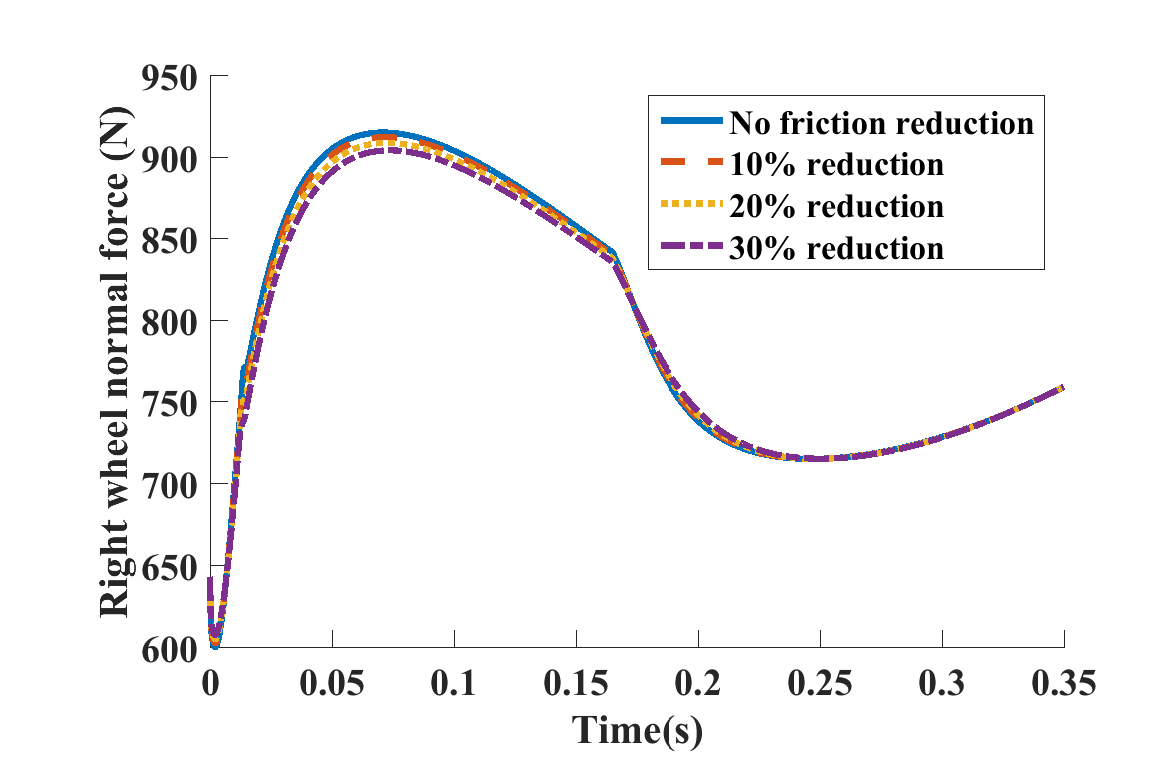 950
900
850
800
750
700
650
600
Right wheel normal force (N)
No friction reduction
10% reduction
20% reduction
30% reduction
0
0.05
0.1
0.15
0.2
0.25
0.3
0.35
Time(s)